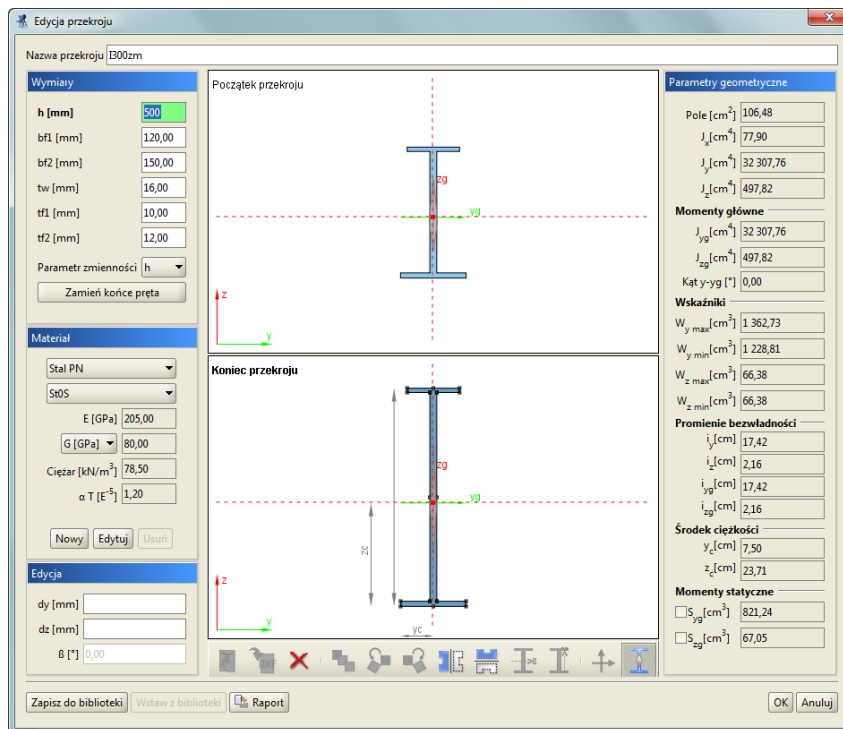 Edycja przekroju
Nazwa przekroju I300zm
Wymiary
h [mm] 500
bf1 [mm] 120,00
bf2 [mm] 150,00
tw [mm] 16,00
tf1 [mm] 10,00
tf2 [mm] 12,00
Parametr zmienności h
Zamień końce pręta
Materiał
Stal PN
St0S
E [GPa] 205,00
G [GPa] 80,00
Ciężar [kN/m³] 78,50
α T [E⁻⁵] 1,20
Nowy Edytuj Usuń
Edycja
dy [mm]
dz [mm]
ß [°] 0,00
Początek przekroju
zg
yg
z
y
Koniec przekroju
zg
yg
zc
z
y
yc
DXF
Parametry geometryczne
Pole [cm²] 106,48
Jx[cm⁴] 77,90
Jy[cm⁴] 32 307,76
Jz[cm⁴] 497,82
Momenty główne
Jyg[cm⁴] 32 307,76
Jzg[cm⁴] 497,82
Kąt y-yg [°] 0,00
Wskaźniki
Wy max[cm³] 1 362,73
Wy min[cm³] 1 228,81
Wz max[cm³] 66,38
Wz min[cm³] 66,38
Promienie bezwładności
iy[cm] 17,42
iz[cm] 2,16
iyg[cm] 17,42
izg[cm] 2,16
Środek ciężkości
yc[cm] 7,50
zc[cm] 23,71
Momenty statyczne
Syg[cm³] 821,24
Szg[cm³] 67,05
Zapisz do biblioteki Wstaw z biblioteki Raport OK Anuluj